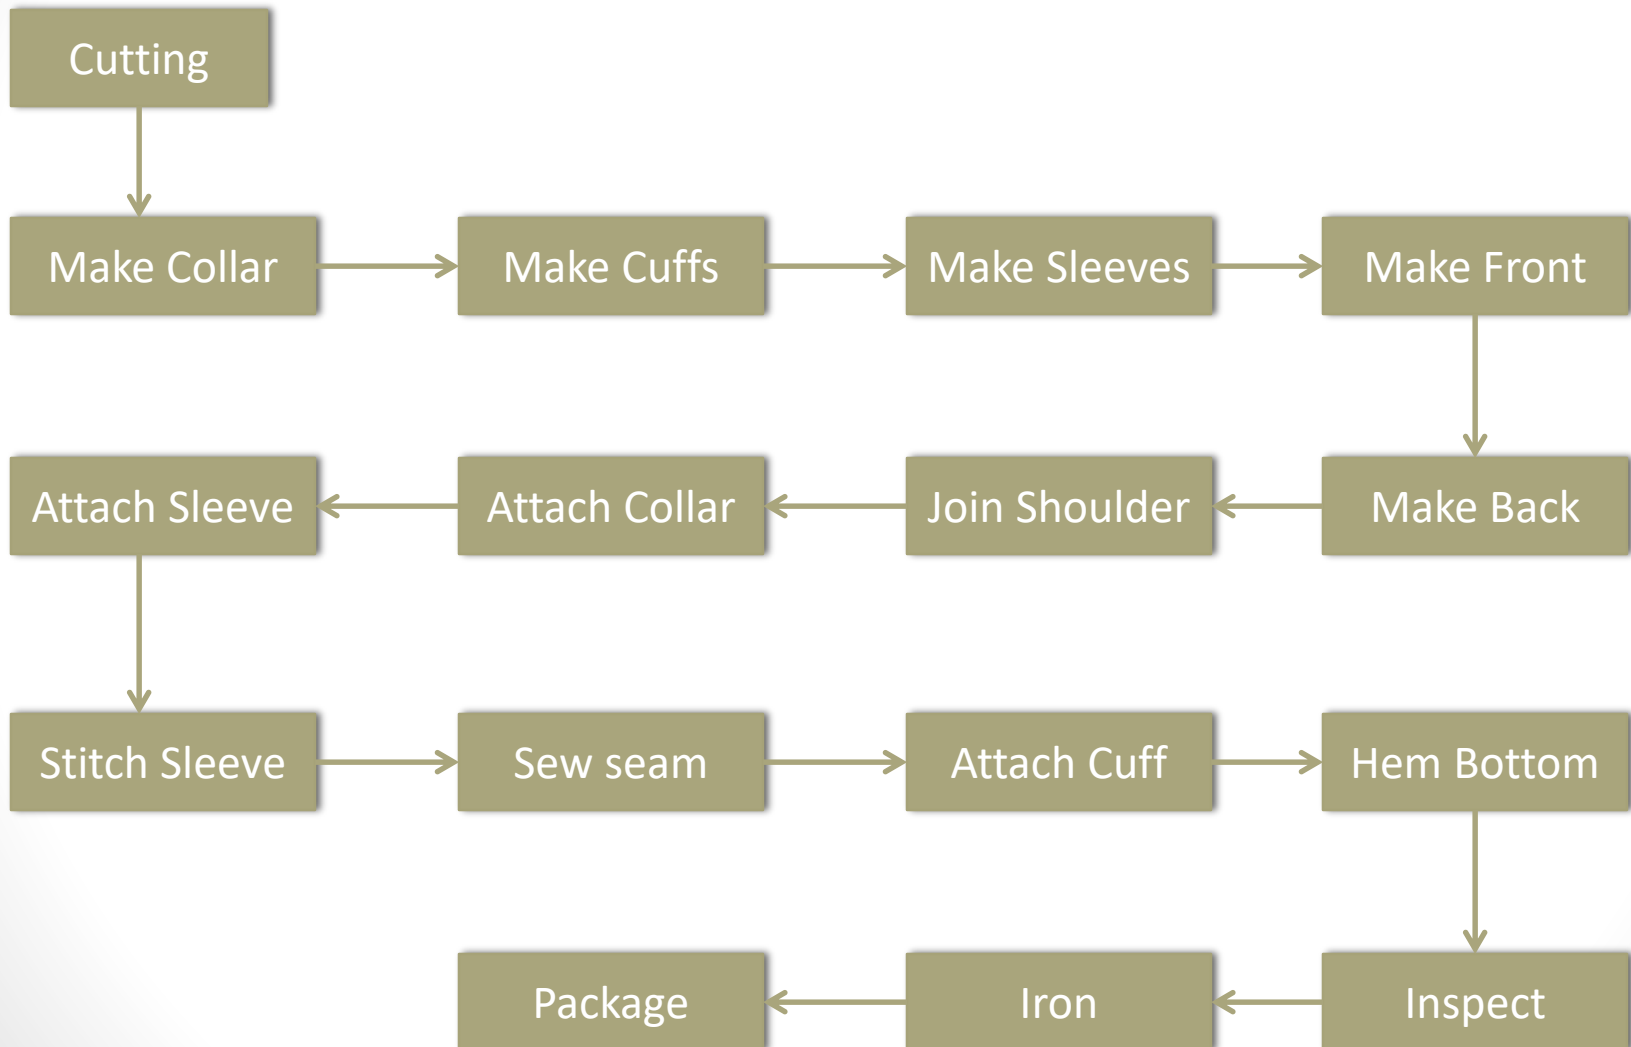 Cutting
Make Collar
Make Cuffs
Make Sleeves
Make Front
Make Back
Join Shoulder
Attach Collar
Attach Sleeve
Stitch Sleeve
Sew seam
Attach Cuff
Hem Bottom
Inspect
Iron
Package